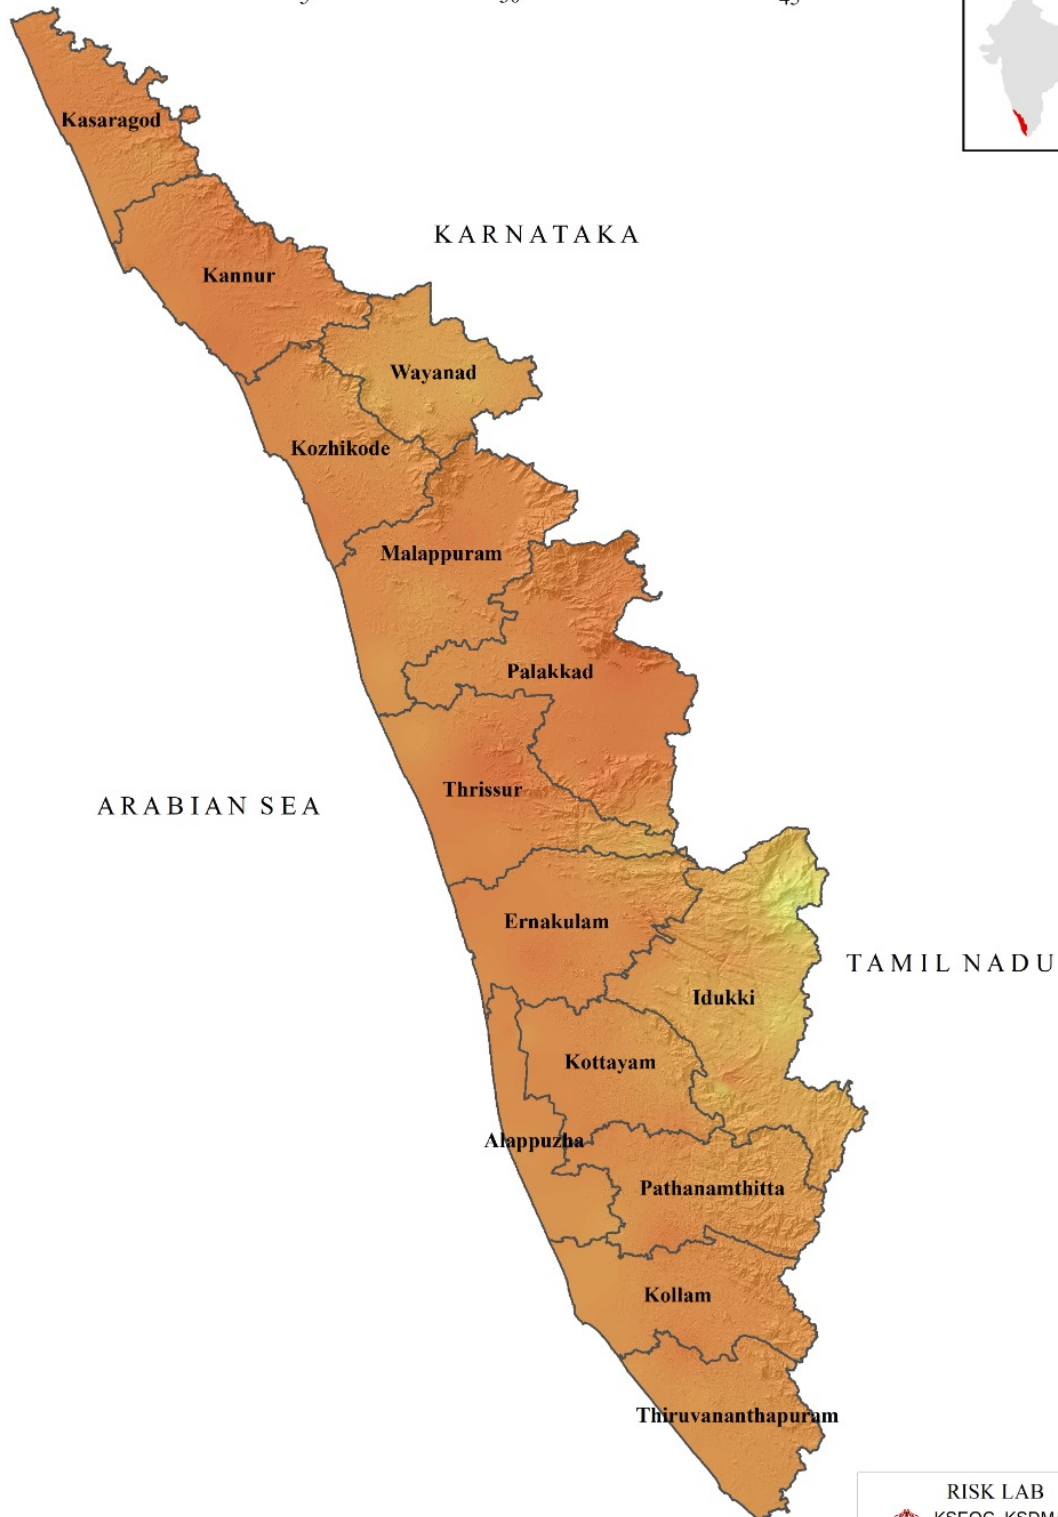 Kasaragod
KARNATAKA
Kannur
Wayanad
Kozhikode
Malappuram
Palakkad
Thrissur
ARABIAN SEA
Ernakulam
TAMIL NADU
Idukki
Kottayam
Alappuzha
Pathanamthitta
Kollam
Thiruvananthapuram
RISK LAB